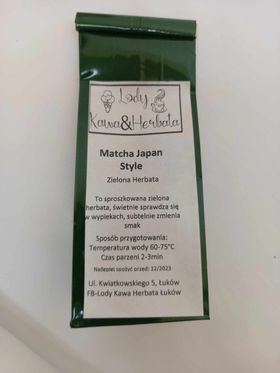 Lody
Kawa&Herbata
Matcha Japan
Style
Zielona Herbata
To sproszkowana zielona
herbata, świetnie sprawdza się
w wypiekach, subtelnie zmienia
smak
Sposób przygotowania:
Temperatura wody 60-75°C
Czas parzeni 2-3min
Najlepiej spożyć przed: 12/2023
Ul. Kwiatkowskiego 5, Łuków
FB-Lody Kawa Herbata Łuków